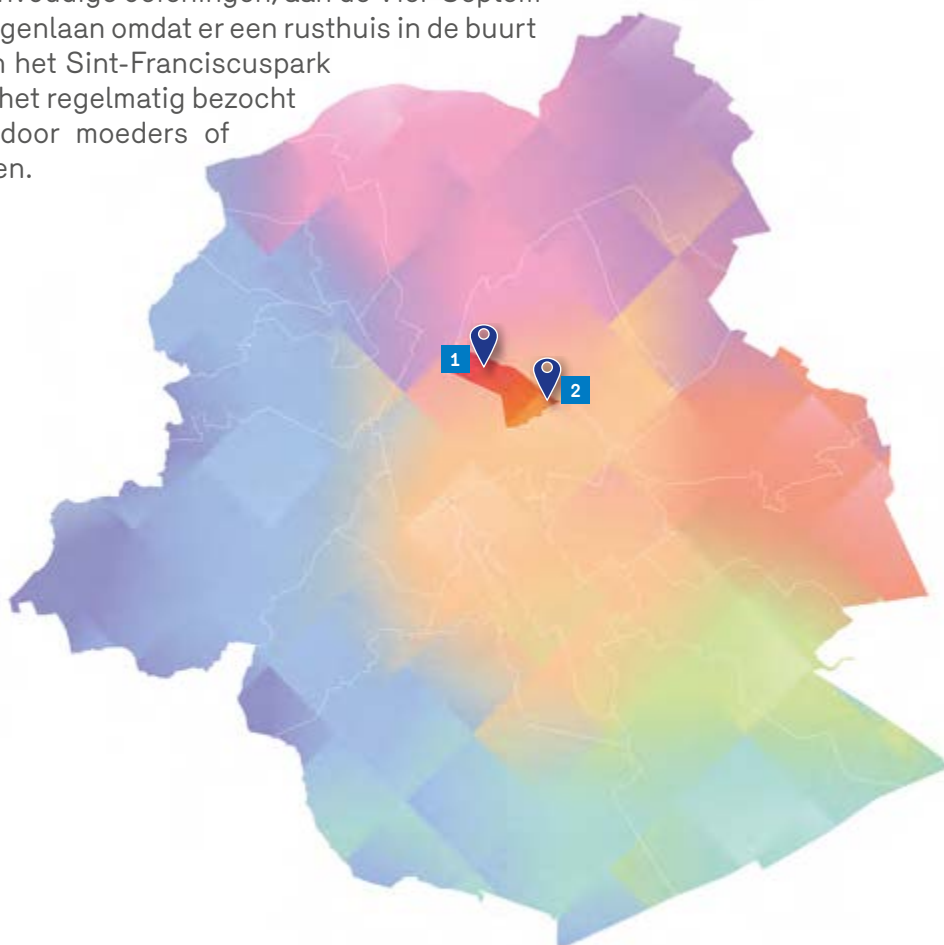 genlaan omdat er een rusthuis in de buurt
het Sint-Franciscuspark
het regelmatig bezocht
door moeders of
en.
1
2